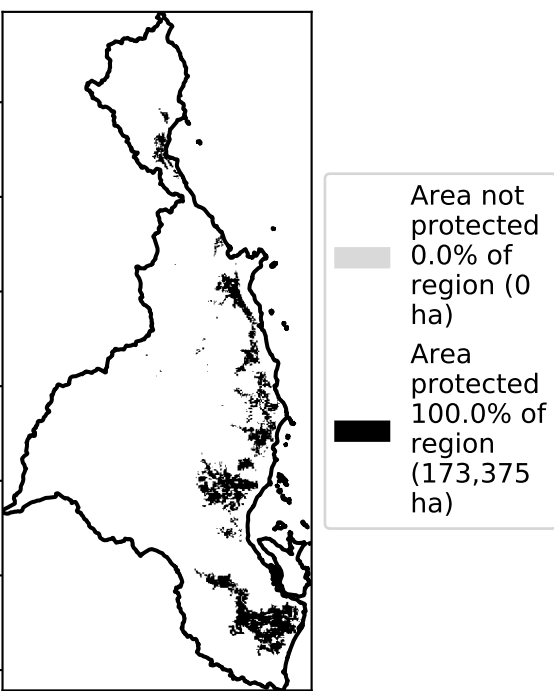 Area not
protected
0.0% of
region (0
ha)
Area
protected
100.0% of
region
(173,375
ha)